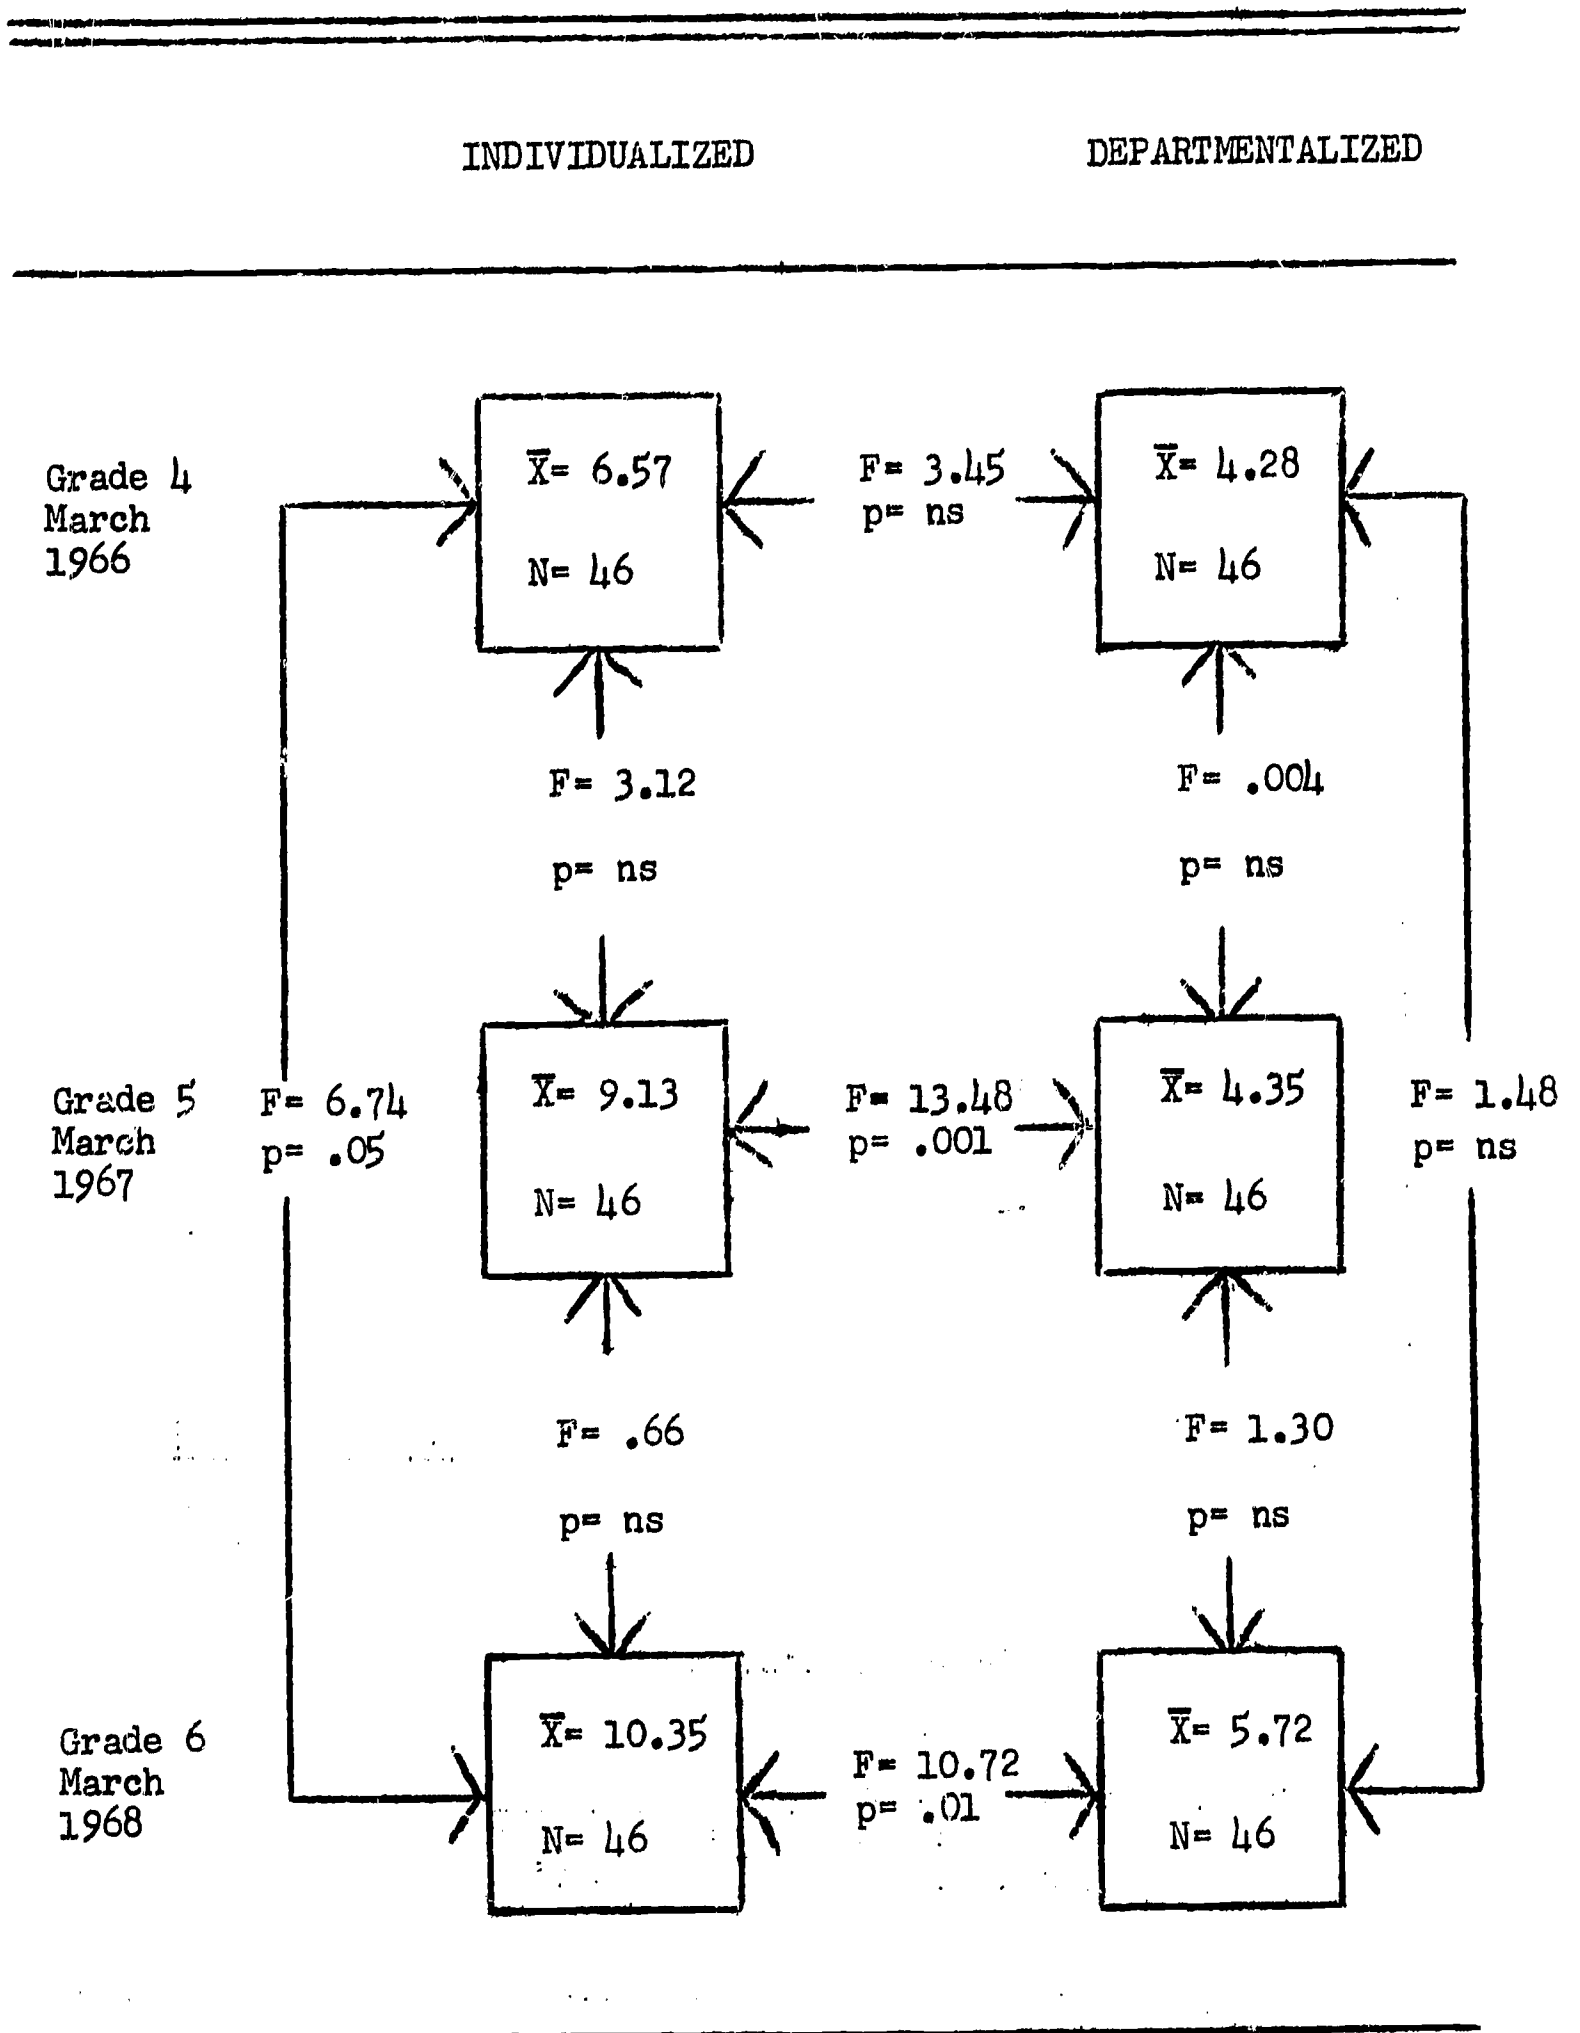 INDIVIDUALIZED DEPARTMENTALIZED
Grade 4
March
1966
X̅= 6.57
N= 46
F= 3.45
p= ns
X̅= 4.28
N= 46
F= 3.12
p= ns
F= .004
p= ns
Grade 5
March
1967
F= 6.74
p= .05
X̅= 9.13
N= 46
F= 13.48
p= .001
X̅= 4.35
N= 46
F= 1.48
p= ns
F= .66
p= ns
F= 1.30
p= ns
Grade 6
March
1968
X̅= 10.35
N= 46
F= 10.72
p= .01
X̅= 5.72
N= 46